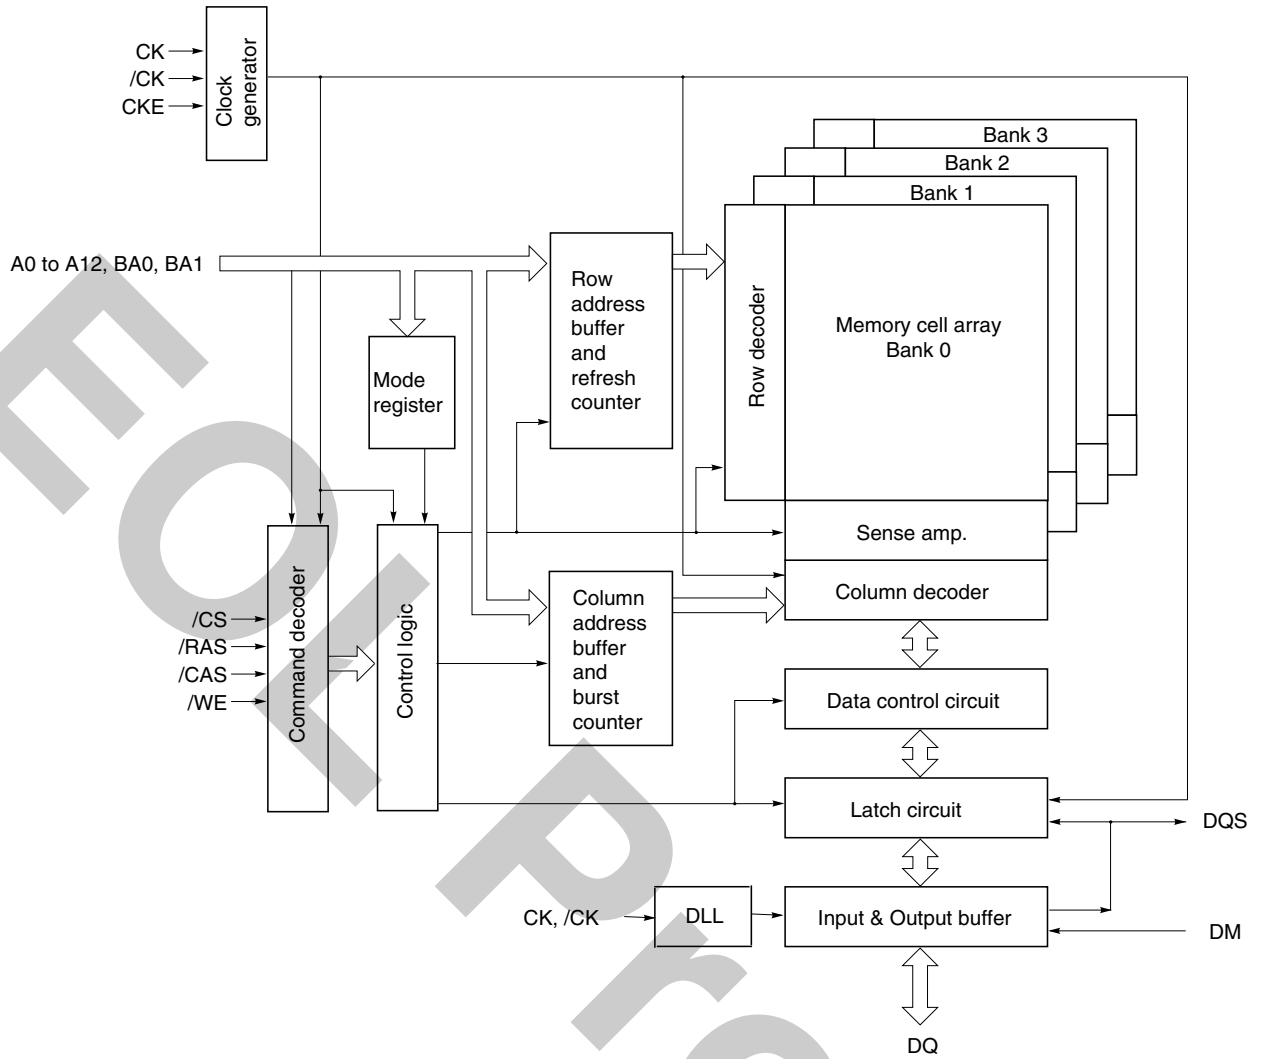 CK
/CK
CKE
Clock
generator
Bank 3
Bank 2
Bank 1
A0 to A12, BA0, BA1
Row
address
buffer
and
refresh
counter
Row decoder
Memory cell array
Bank 0
Mode
register
Sense amp.
Column decoder
Command decoder
Control logic
Column
address
buffer
and
burst
counter
/CS
/RAS
/CAS
/WE
Data control circuit
Latch circuit
DQS
CK, /CK
DLL
Input & Output buffer
DM
DQ
EOL Pro